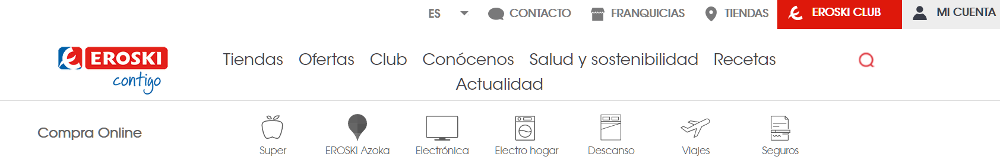 ES CONTACTO FRANQUICIAS TIENDAS EROSKI CLUB MI CUENTA
EROSKI
contigo
Tiendas Ofertas Club Conócenos Salud y sostenibilidad Recetas
Actualidad
Compra Online
Super EROSKI Azoka Electrónica Electro hogar Descanso Viajes Seguros